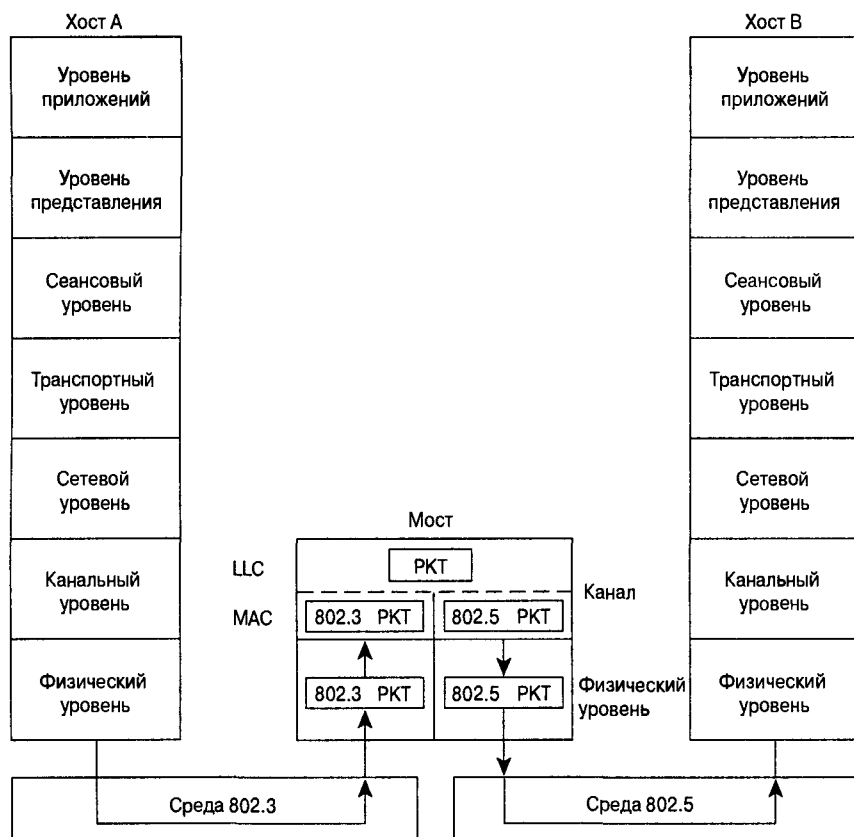 Хост A
Хост B
Уровень
приложений
Уровень
приложений
Уровень
представления
Уровень
представления
Сеансовый
уровень
Сеансовый
уровень
Транспортный
уровень
Транспортный
уровень
Сетевой
уровень
Сетевой
уровень
Мост
LLC
PKT
Канальный
уровень
Канал
Канальный
уровень
MAC
802.3 PKT
802.5 PKT
Физический
уровень
802.3 PKT
802.5 PKT
Физический
уровень
Физический
уровень
Среда 802.3
Среда 802.5